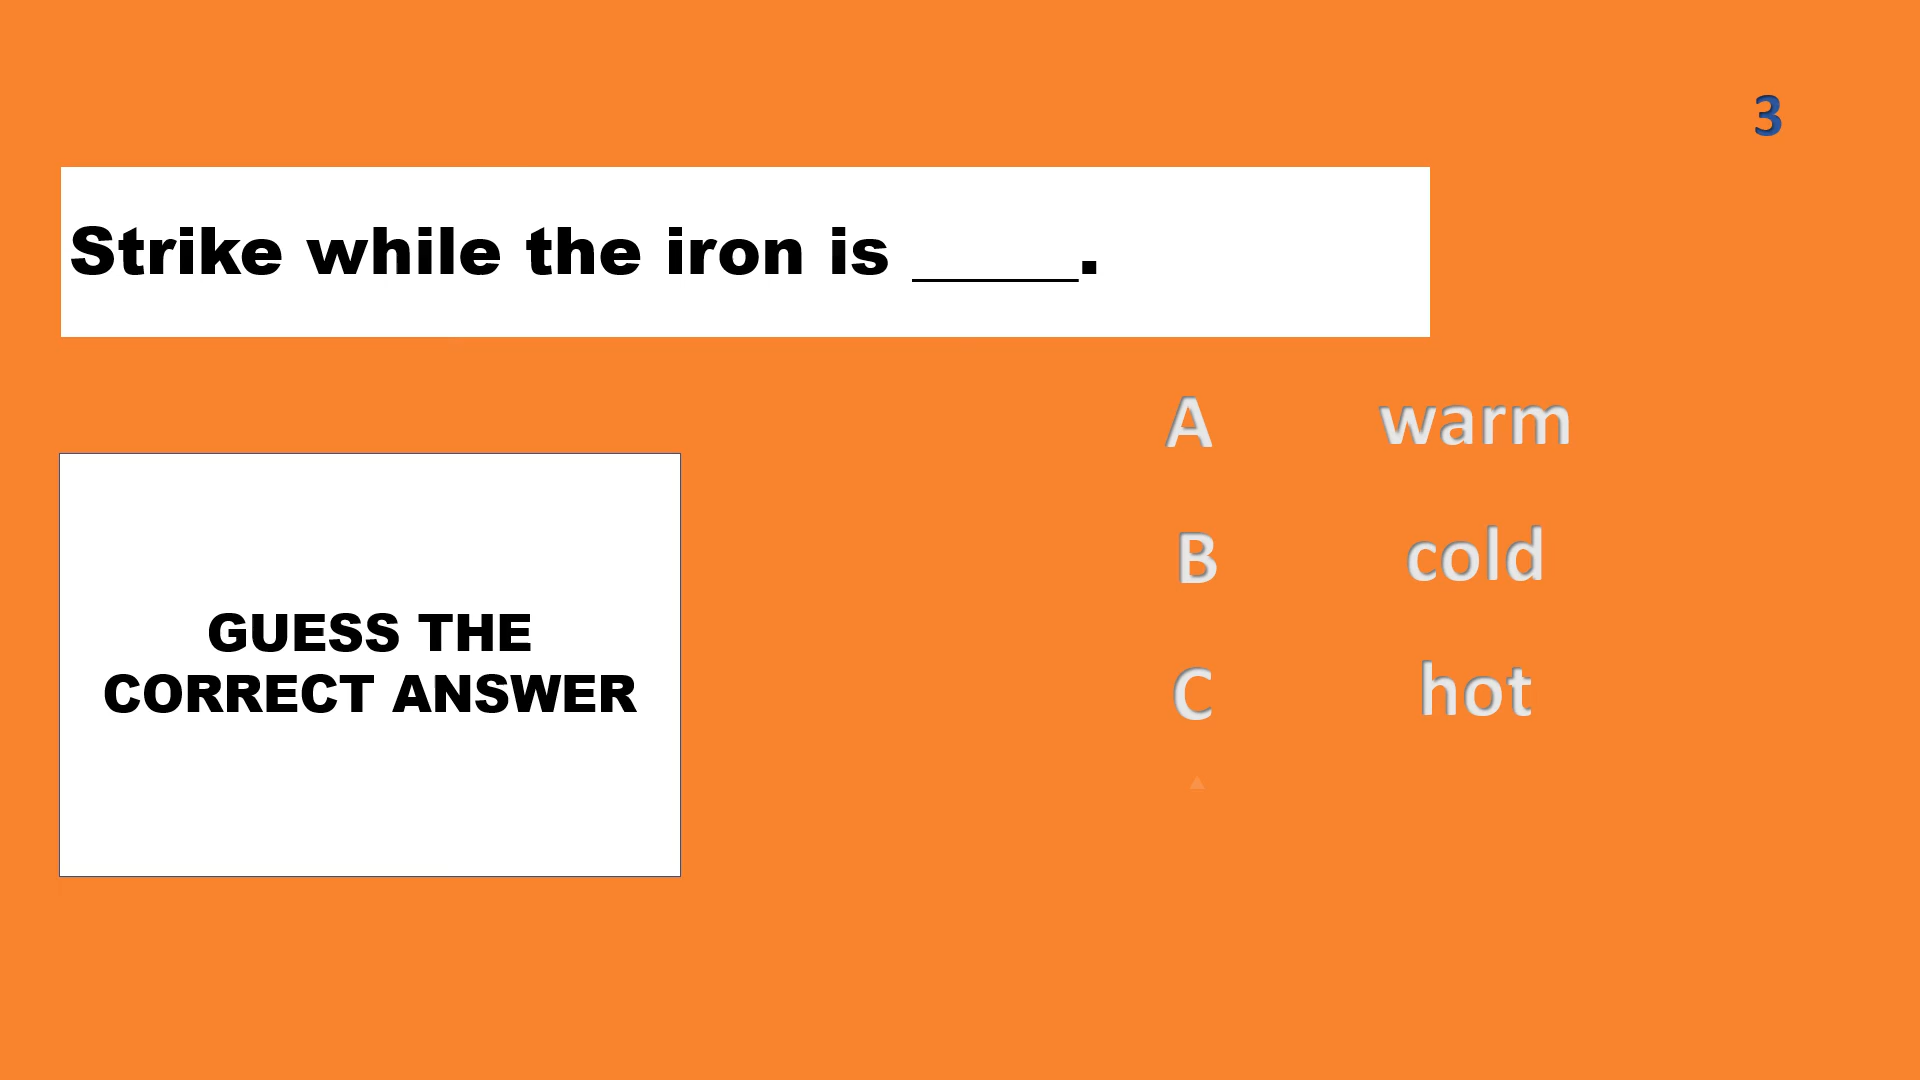 3
Strike while the iron is _____.
A warm
B cold
C hot
GUESS THE
CORRECT ANSWER